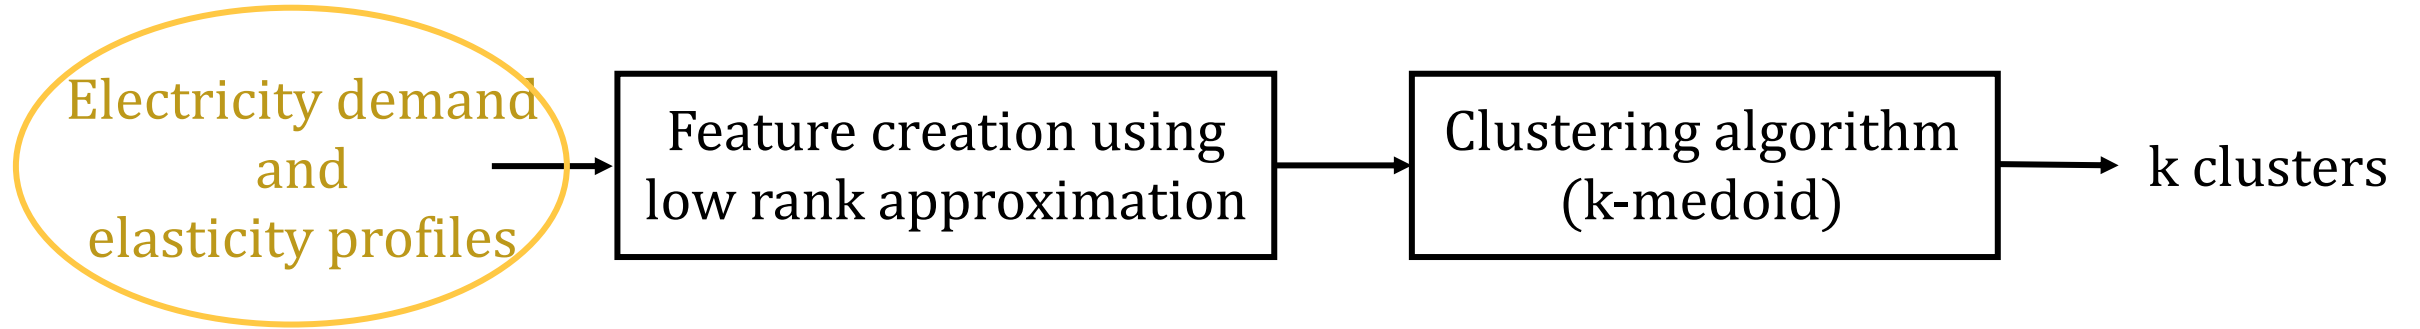 Electricity demand
and
elasticity profiles
Feature creation using
low rank approximation
Clustering algorithm
(k-medoid)
k clusters